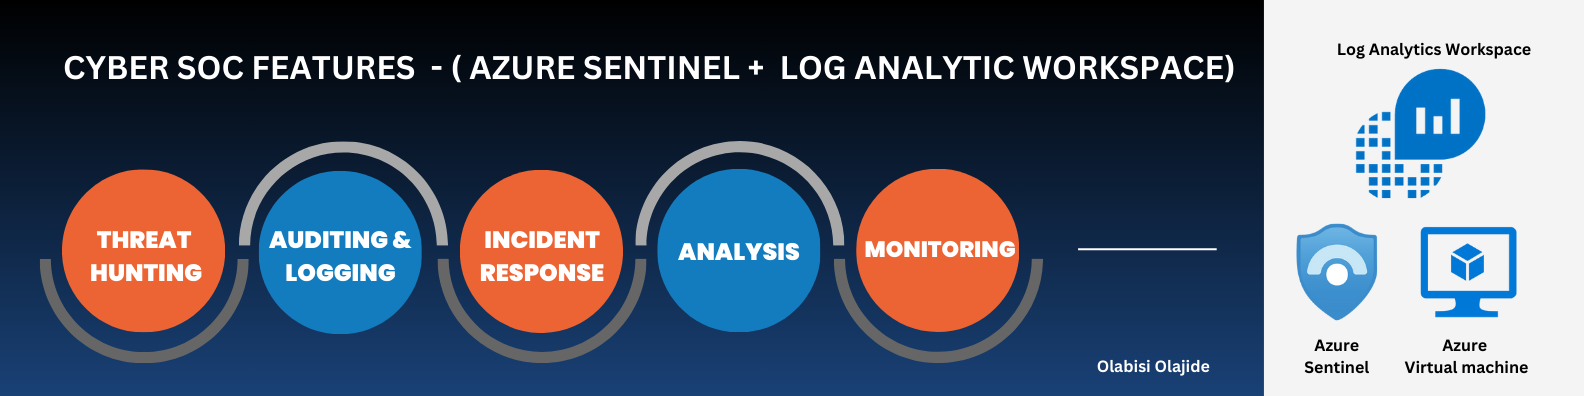 CYBER SOC FEATURES - ( AZURE SENTINEL + LOG ANALYTIC WORKSPACE)
THREAT
HUNTING
AUDITING &
LOGGING
INCIDENT
RESPONSE
ANALYSIS
MONITORING
Olabisi Olajide
Log Analytics Workspace
Azure
Sentinel
Azure
Virtual machine